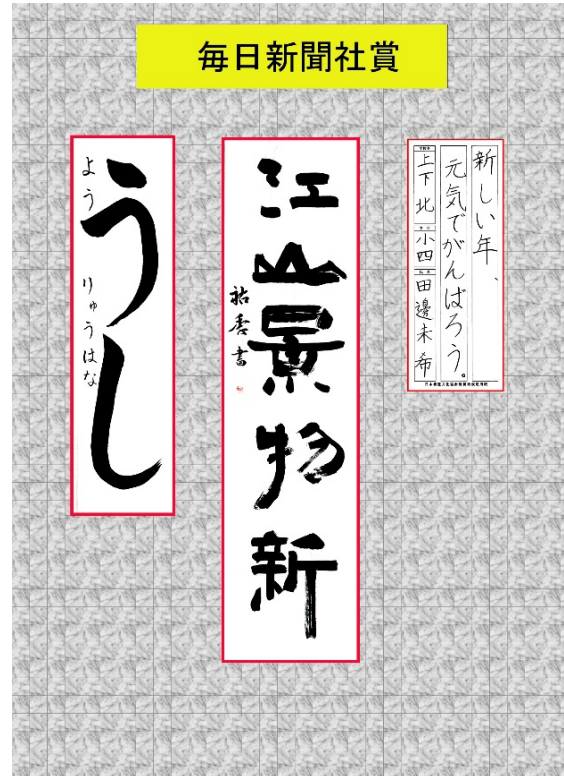 毎日新聞社賞
新しい年、
元気でがんばろう。
上下北 小四 田邊未希
江山景物新
祐香書
うし
よう りゅうはな